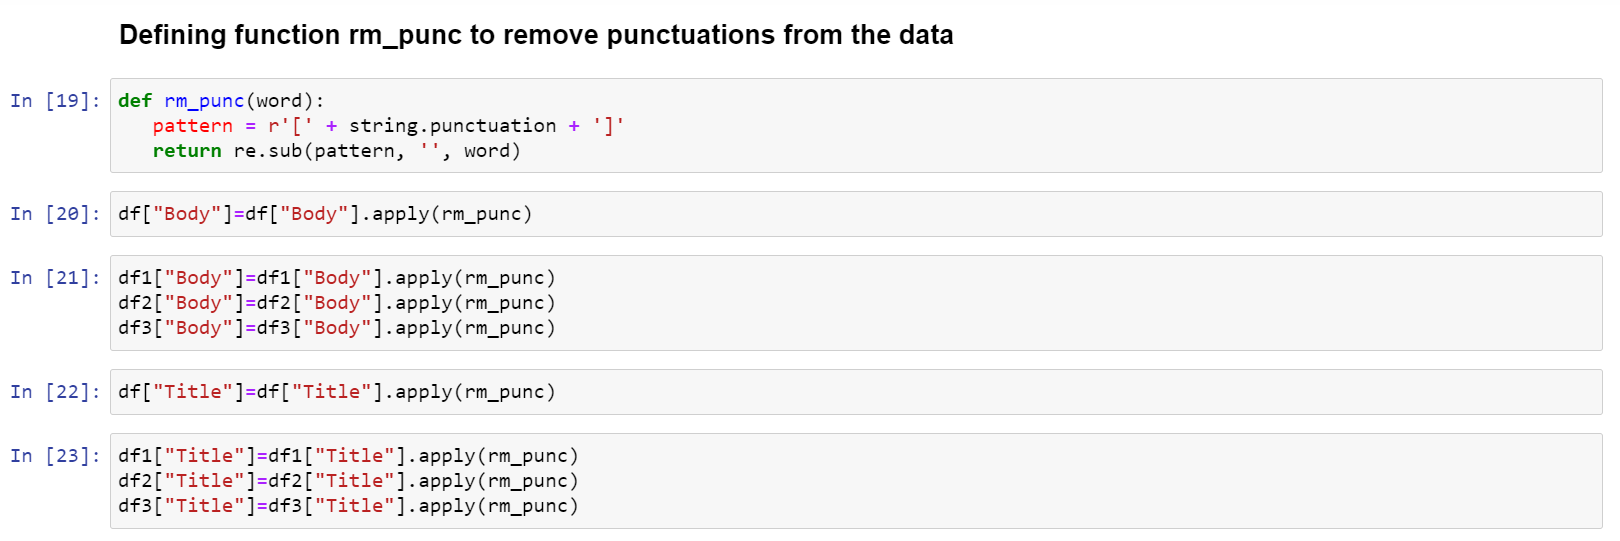 Defining function rm_punc to remove punctuations from the data
In [19]: def rm_punc(word):
   pattern = r'[' + string.punctuation + ']'
   return re.sub(pattern, '', word)
In [20]: df["Body"]=df["Body"].apply(rm_punc)
In [21]: df1["Body"]=df1["Body"].apply(rm_punc)
df2["Body"]=df2["Body"].apply(rm_punc)
df3["Body"]=df3["Body"].apply(rm_punc)
In [22]: df["Title"]=df["Title"].apply(rm_punc)
In [23]: df1["Title"]=df1["Title"].apply(rm_punc)
df2["Title"]=df2["Title"].apply(rm_punc)
df3["Title"]=df3["Title"].apply(rm_punc)